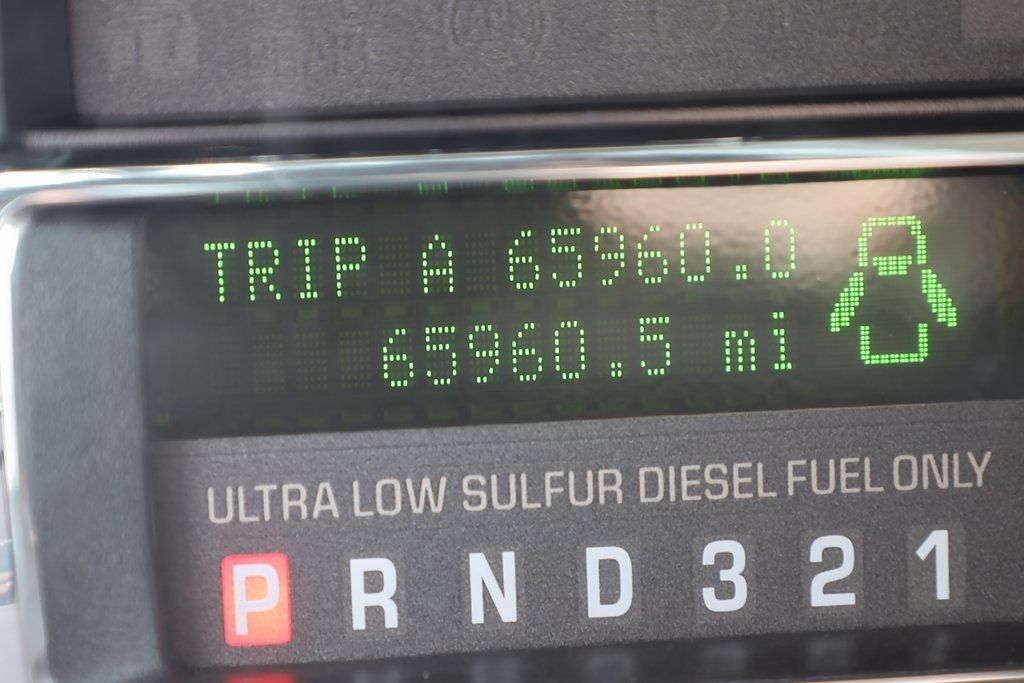 TRIP A 65960.0
65960.5 mi
ULTRA LOW SULFUR DIESEL FUEL ONLY
P R N D 3 2 1